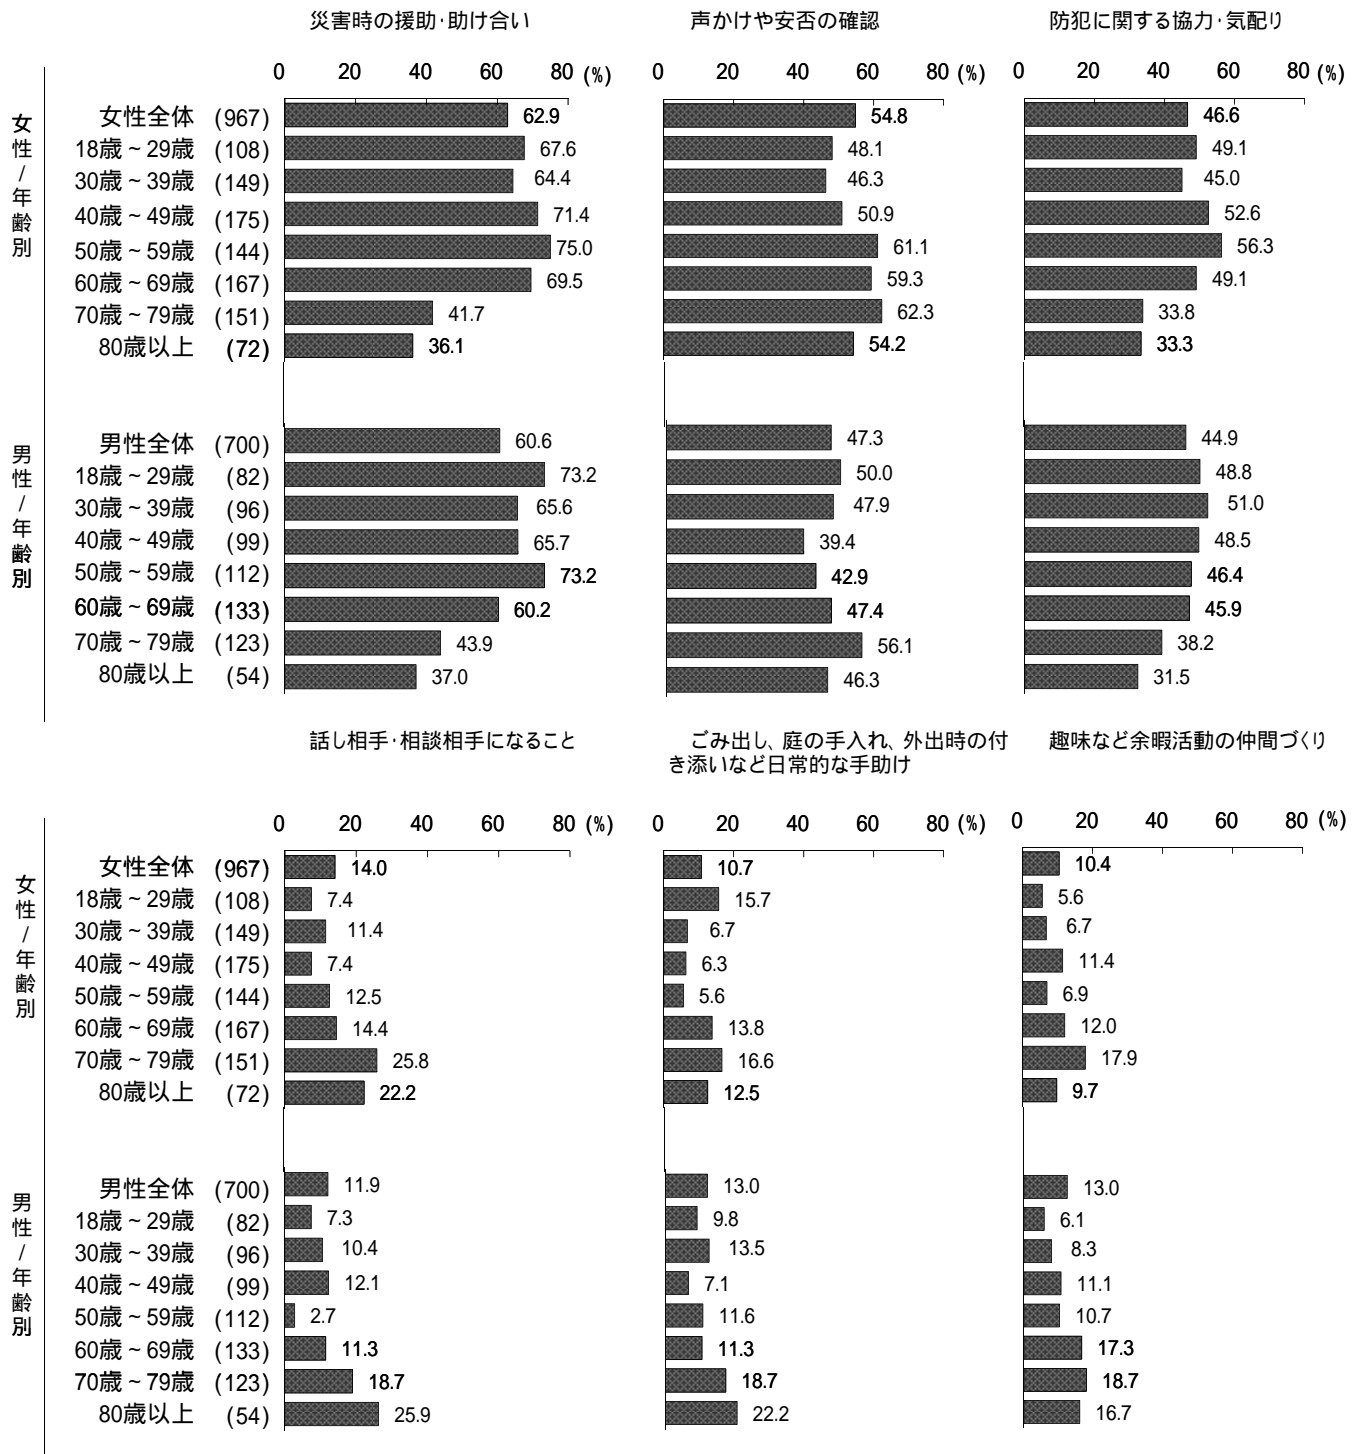 災害時の援助・助け合い 声かけや安否の確認 防犯に関する協力・気配り
0 20 40 60 80 (%) 0 20 40 60 80 (%) 0 20 40 60 80 (%)
女性/年齢別
女性全体 (967) 62.9 54.8 46.6
18歳~29歳 (108) 67.6 48.1 49.1
30歳~39歳 (149) 64.4 46.3 45.0
40歳~49歳 (175) 71.4 50.9 52.6
50歳~59歳 (144) 75.0 61.1 56.3
60歳~69歳 (167) 69.5 59.3 49.1
70歳~79歳 (151) 41.7 62.3 33.8
80歳以上 (72) 36.1 54.2 33.3
男性/年齢別
男性全体 (700) 60.6 47.3 44.9
18歳~29歳 (82) 73.2 50.0 48.8
30歳~39歳 (96) 65.6 47.9 51.0
40歳~49歳 (99) 65.7 39.4 48.5
50歳~59歳 (112) 73.2 42.9 46.4
60歳~69歳 (133) 60.2 47.4 45.9
70歳~79歳 (123) 43.9 56.1 38.2
80歳以上 (54) 37.0 46.3 31.5
話し相手・相談相手になること ごみ出し、庭の手入れ、外出時の付 趣味など余暇活動の仲間づくり
き添いなど日常的な手助け
0 20 40 60 80 (%) 0 20 40 60 80 (%) 0 20 40 60 80 (%)
女性/年齢別
女性全体 (967) 14.0 10.7 10.4
18歳~29歳 (108) 7.4 15.7 5.6
30歳~39歳 (149) 11.4 6.7 6.7
40歳~49歳 (175) 7.4 6.3 11.4
50歳~59歳 (144) 12.5 5.6 6.9
60歳~69歳 (167) 14.4 13.8 12.0
70歳~79歳 (151) 25.8 16.6 17.9
80歳以上 (72) 22.2 12.5 9.7
男性/年齢別
男性全体 (700) 11.9 13.0 13.0
18歳~29歳 (82) 7.3 9.8 6.1
30歳~39歳 (96) 10.4 13.5 8.3
40歳~49歳 (99) 12.1 7.1 11.1
50歳~59歳 (112) 2.7 11.6 10.7
60歳~69歳 (133) 11.3 11.3 17.3
70歳~79歳 (123) 18.7 18.7 18.7
80歳以上 (54) 25.9 22.2 16.7